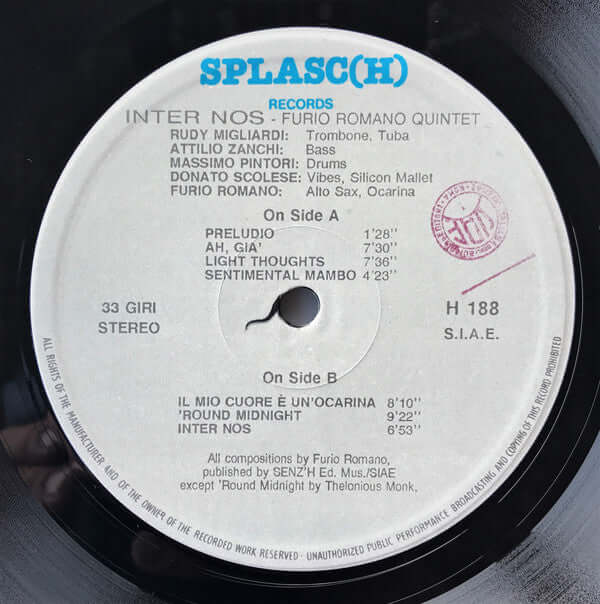 SPLASC(H)
RECORDS
INTER NOS - FURIO ROMANO QUINTET
RUDY MIGLIARDI: Trombone, Tuba
ATTILIO ZANCHI: Bass
MASSIMO PINTORI: Drums
DONATO SCOLESE: Vibes, Silicon Mallet
FURIO ROMANO: Alto Sax, Ocarina
On Side A
PRELUDIO 1'28''
AH, GIA' 7'30''
LIGHT THOUGHTS 7'36''
SENTIMENTAL MAMBO 4'23''
33 GIRI
STEREO
H 188
S.I.A.E.
On Side B
IL MIO CUORE È UN'OCARINA 8'10''
'ROUND MIDNIGHT 9'22''
INTER NOS 6'53''
All compositions by Furio Romano,
published by SENZ'H Ed. Mus./SIAE
except 'Round Midnight by Thelonious Monk,
ALL RIGHTS OF THE MANUFACTURER AND OF THE OWNER OF THE RECORDED WORK RESERVED - UNAUTHORIZED PUBLIC PERFORMANCE BROADCASTING AND COPYING OF THIS RECORD PROHIBITED